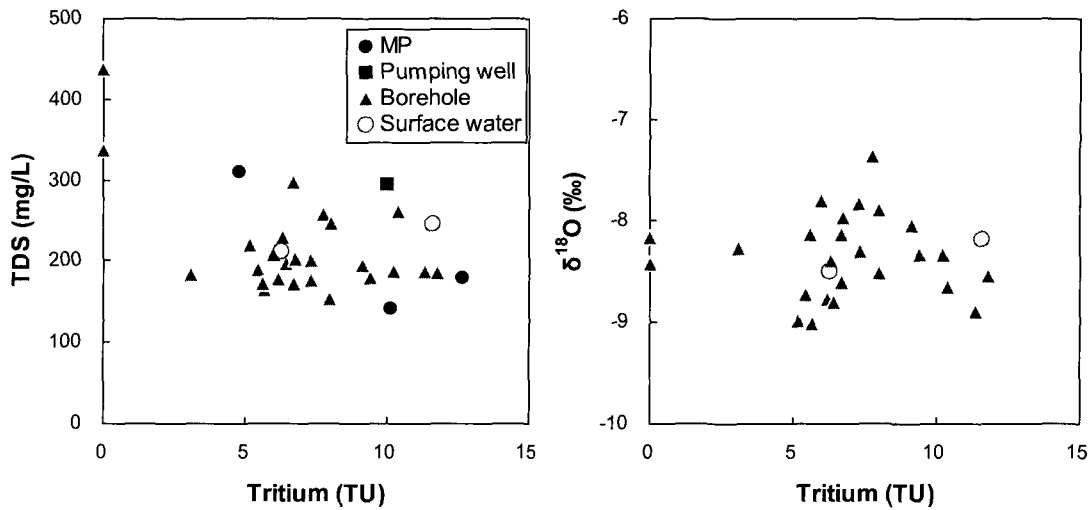 500
400
300
200
100
0
TDS (mg/L)
0 5 10 15
Tritium (TU)
MP
Pumping well
Borehole
Surface water
-6
-7
-8
-9
-10
δ¹⁸O (‰)
0 5 10 15
Tritium (TU)